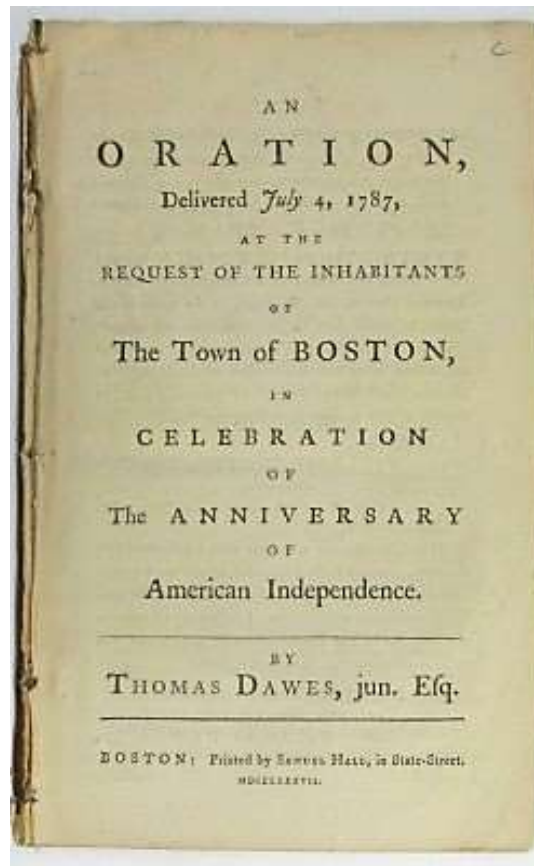 C
AN
ORATION,
Delivered July 4, 1787,
AT THE
REQUEST OF THE INHABITANTS
OF
The Town of BOSTON,
IN
CELEBRATION
OF
The ANNIVERSARY
OF
American Independence.
BY
THOMAS DAWES, jun. Eſq.
BOSTON: Printed by SAMUEL HALL, in State-Street.
MDCCLXXXVII.